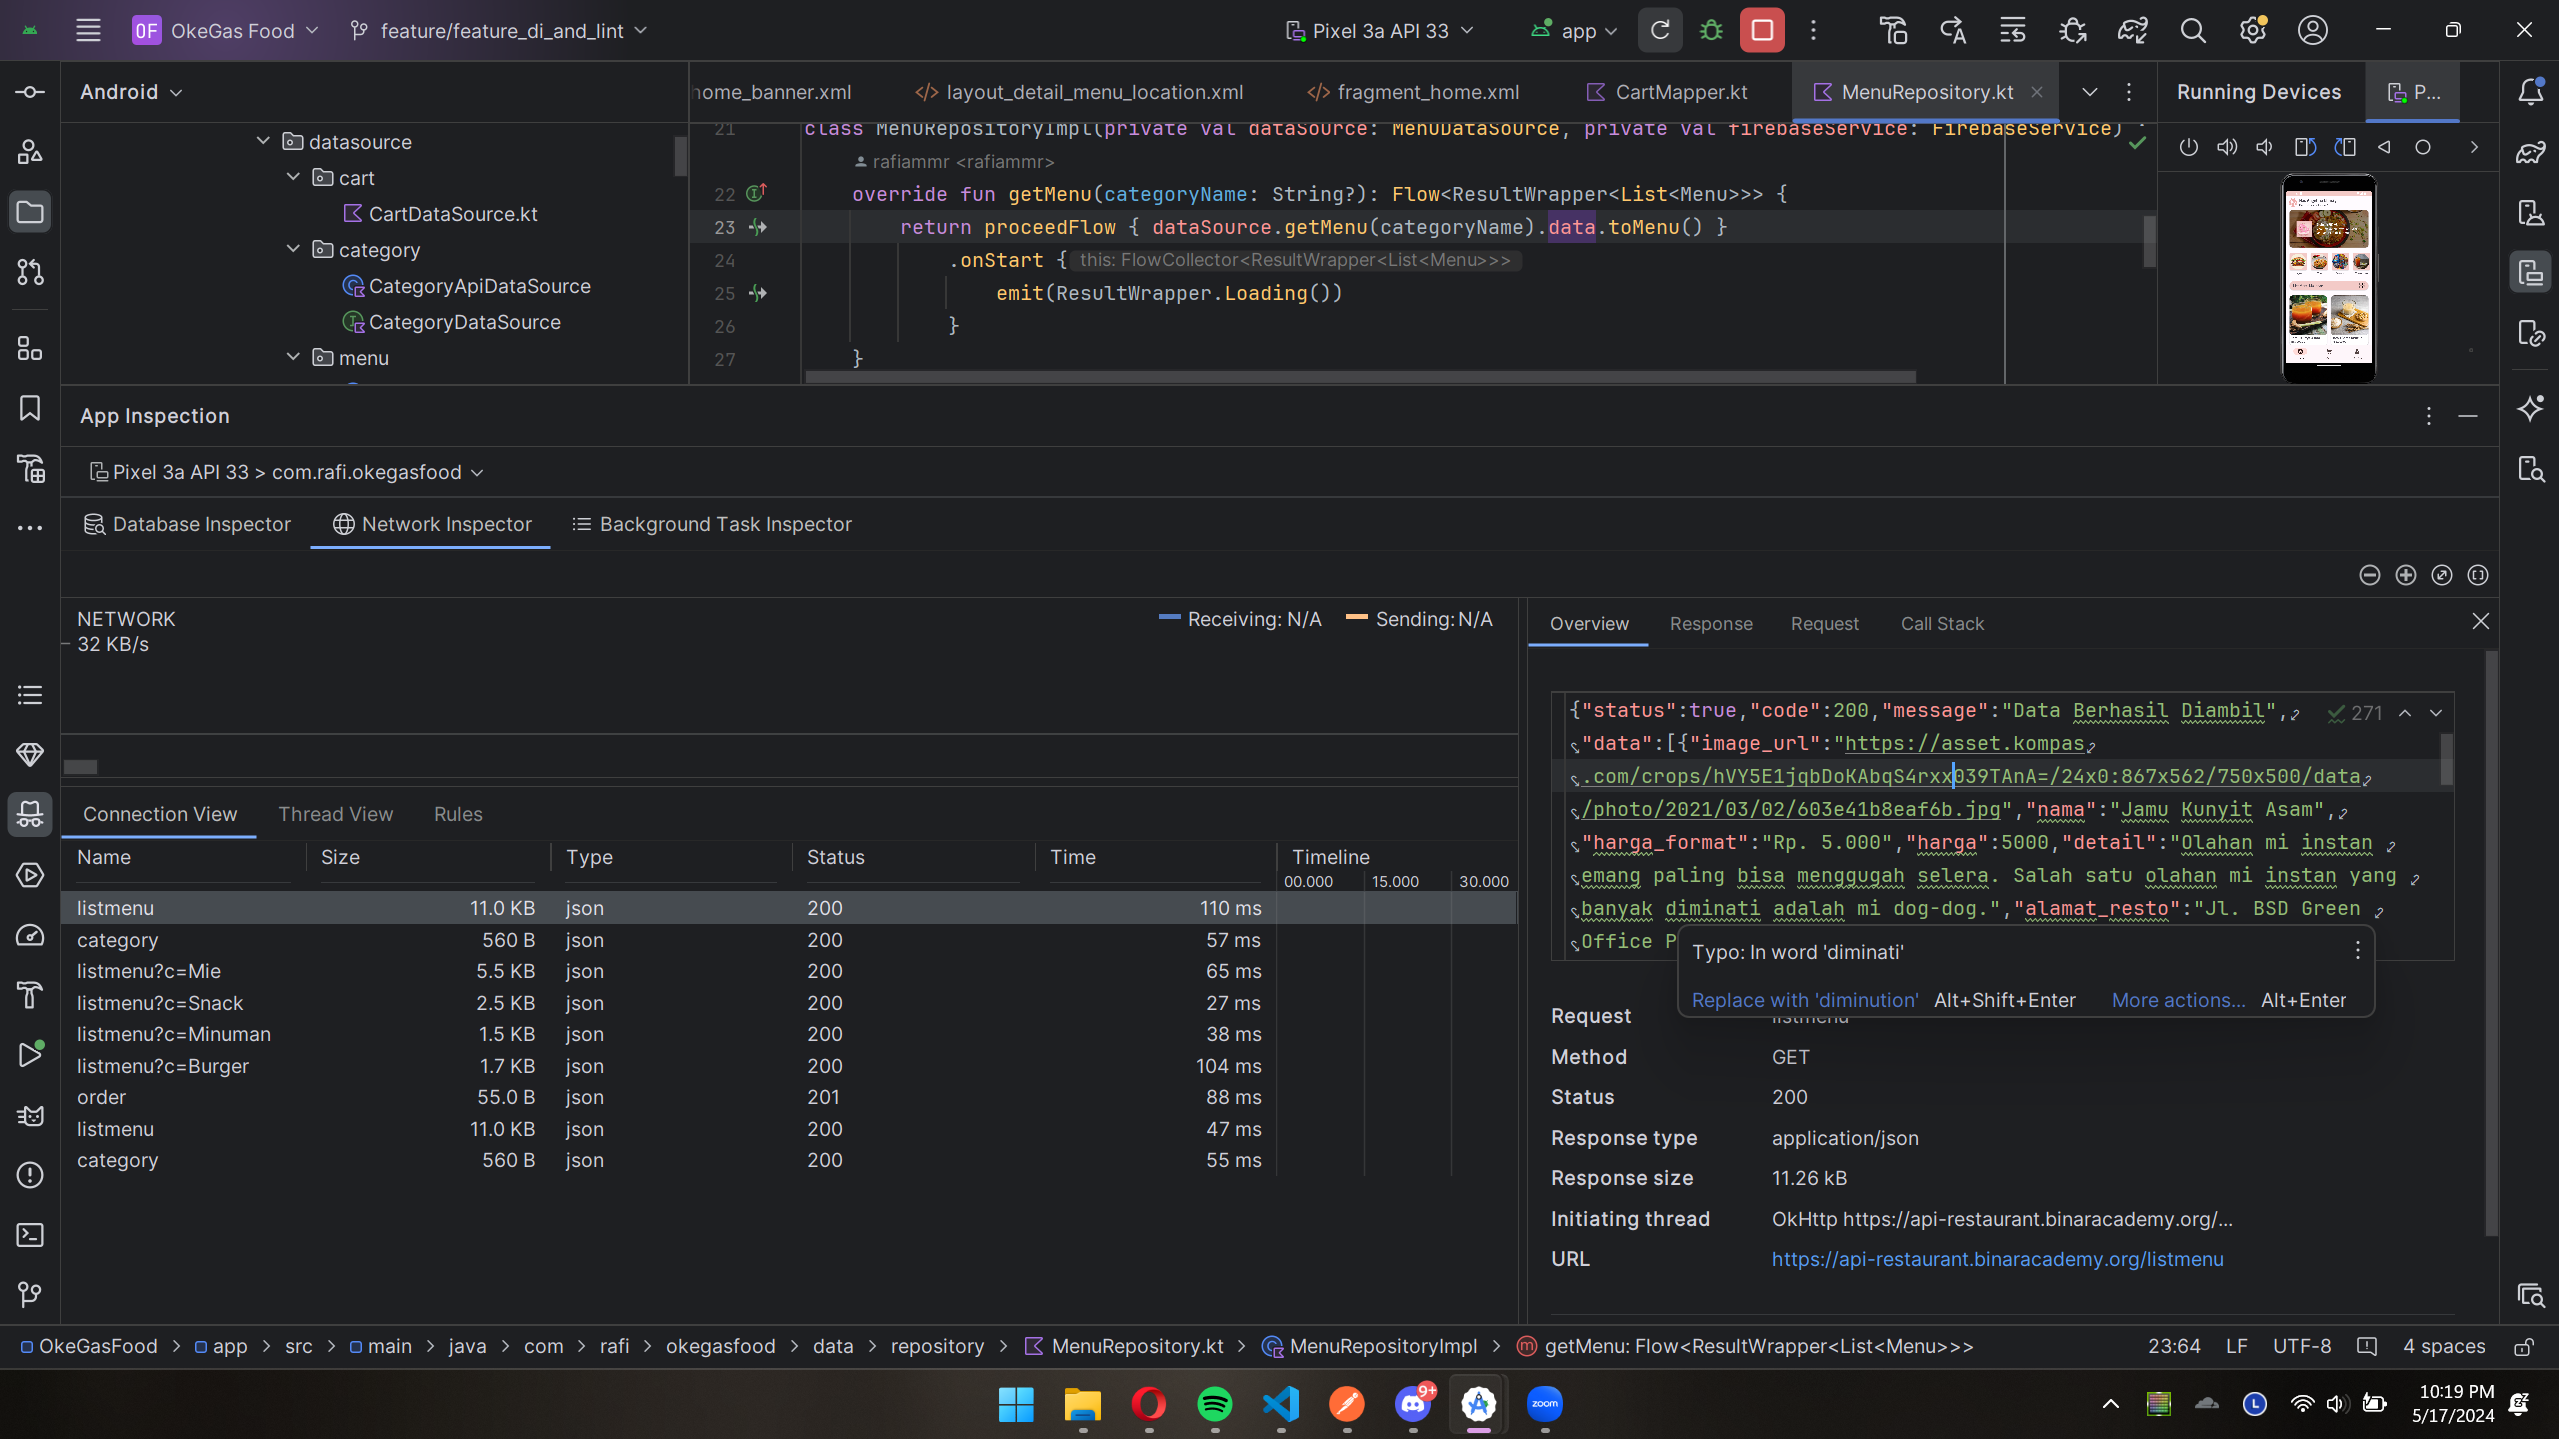 OF OkeGas Food feature/feature_di_and_lint Pixel 3a API 33 app
Android
home_banner.xml layout_detail_menu_location.xml fragment_home.xml CartMapper.kt MenuRepository.kt
Running Devices P...
datasource
cart
CartDataSource.kt
category
CategoryApiDataSource
CategoryDataSource
menu
21 class MenuRepositoryImpl(private val dataSource: MenuDataSource, private val firebaseService: FirebaseService) :
rafiammr <rafiammr>
22 override fun getMenu(categoryName: String?): Flow<ResultWrapper<List<Menu>>> {
23 return proceedFlow { dataSource.getMenu(categoryName).data.toMenu() }
24 .onStart { this: FlowCollector<ResultWrapper<List<Menu>>>
25 emit(ResultWrapper.Loading())
26 }
27 }
App Inspection
Pixel 3a API 33 > com.rafi.okegasfood
Database Inspector Network Inspector Background Task Inspector
NETWORK
32 KB/s
Receiving: N/A Sending: N/A
Connection View Thread View Rules
Name Size Type Status Time Timeline
00.000 15.000 30.000
listmenu 11.0 KB json 200 110 ms
category 560 B json 200 57 ms
listmenu?c=Mie 5.5 KB json 200 65 ms
listmenu?c=Snack 2.5 KB json 200 27 ms
listmenu?c=Minuman 1.5 KB json 200 38 ms
listmenu?c=Burger 1.7 KB json 200 104 ms
order 55.0 B json 201 88 ms
listmenu 11.0 KB json 200 47 ms
category 560 B json 200 55 ms
Overview Response Request Call Stack
{"status":true,"code":200,"message":"Data Berhasil Diambil", 271
"data":[{"image_url":"https://asset.kompas
.com/crops/hVY5E1jqbDoKAbqS4rxx039TAnA=/24x0:867x562/750x500/data
/photo/2021/03/02/603e41b8eaf6b.jpg","nama":"Jamu Kunyit Asam",
"harga_format":"Rp. 5.000","harga":5000,"detail":"Olahan mi instan
emang paling bisa menggugah selera. Salah satu olahan mi instan yang
banyak diminati adalah mi dog-dog.","alamat_resto":"Jl. BSD Green
Office P
Typo: In word 'diminati'
Replace with 'diminution' Alt+Shift+Enter More actions... Alt+Enter
Request listmenu
Method GET
Status 200
Response type application/json
Response size 11.26 kB
Initiating thread OkHttp https://api-restaurant.binaracademy.org/...
URL https://api-restaurant.binaracademy.org/listmenu
OkeGasFood > app > src > main > java > com > rafi > okegasfood > data > repository > MenuRepository.kt > MenuRepositoryImpl > getMenu: Flow<ResultWrapper<List<Menu>>>
23:64 LF UTF-8 4 spaces
9+
zoom
L
10:19 PM
5/17/2024